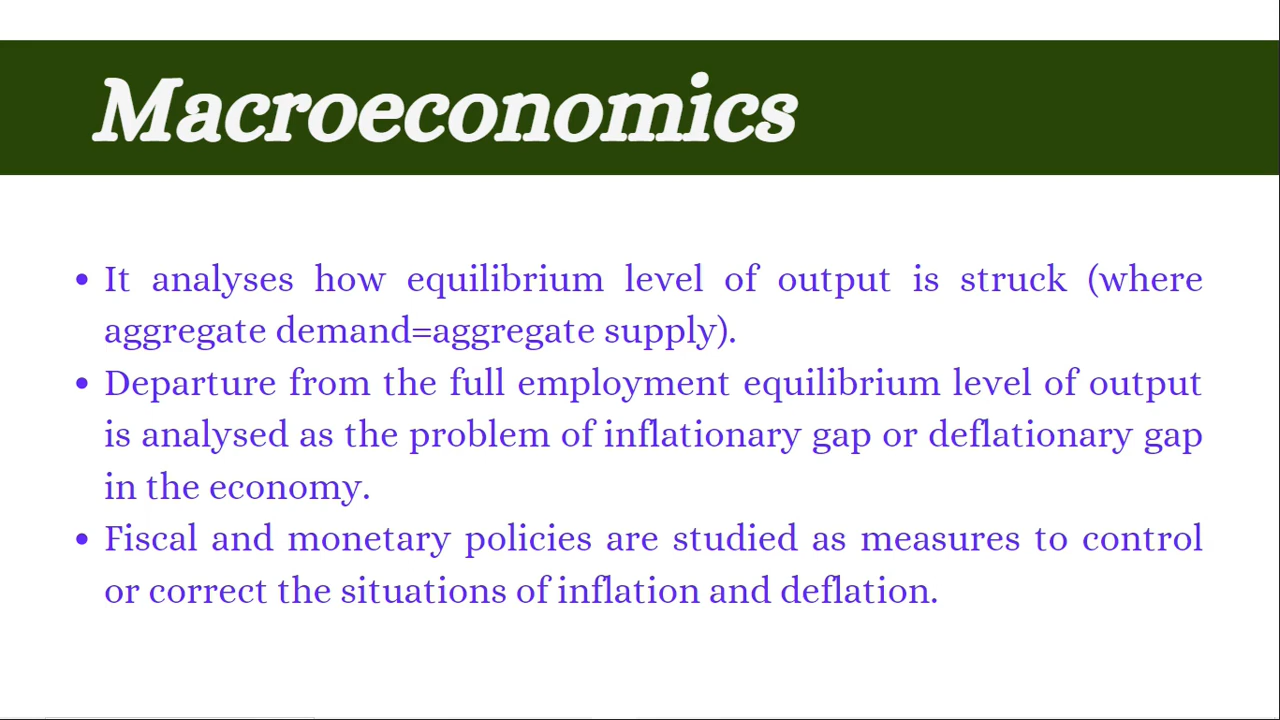 Macroeconomics
• It analyses how equilibrium level of output is struck (where
aggregate demand=aggregate supply).
• Departure from the full employment equilibrium level of output
is analysed as the problem of inflationary gap or deflationary gap
in the economy.
• Fiscal and monetary policies are studied as measures to control
or correct the situations of inflation and deflation.